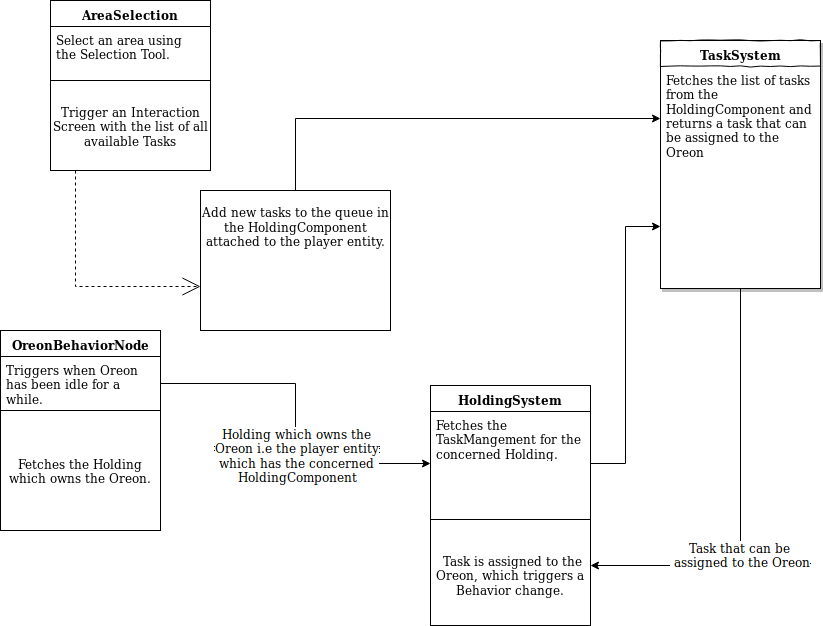 AreaSelection
Select an area using
the Selection Tool.
Trigger an Interaction
Screen with the list of all
available Tasks
TaskSystem
Fetches the list of tasks
from the
HoldingComponent and
returns a task that can
be assigned to the
Oreon
Add new tasks to the queue in
the HoldingComponent
attached to the player entity.
OreonBehaviorNode
Triggers when Oreon
has been idle for a
while.
Fetches the Holding
which owns the Oreon.
Holding which owns the
Oreon i.e the player entity
which has the concerned
HoldingComponent
HoldingSystem
Fetches the
TaskMangement for the
concerned Holding.
Task is assigned to the
Oreon, which triggers a
Behavior change.
Task that can be
assigned to the Oreon